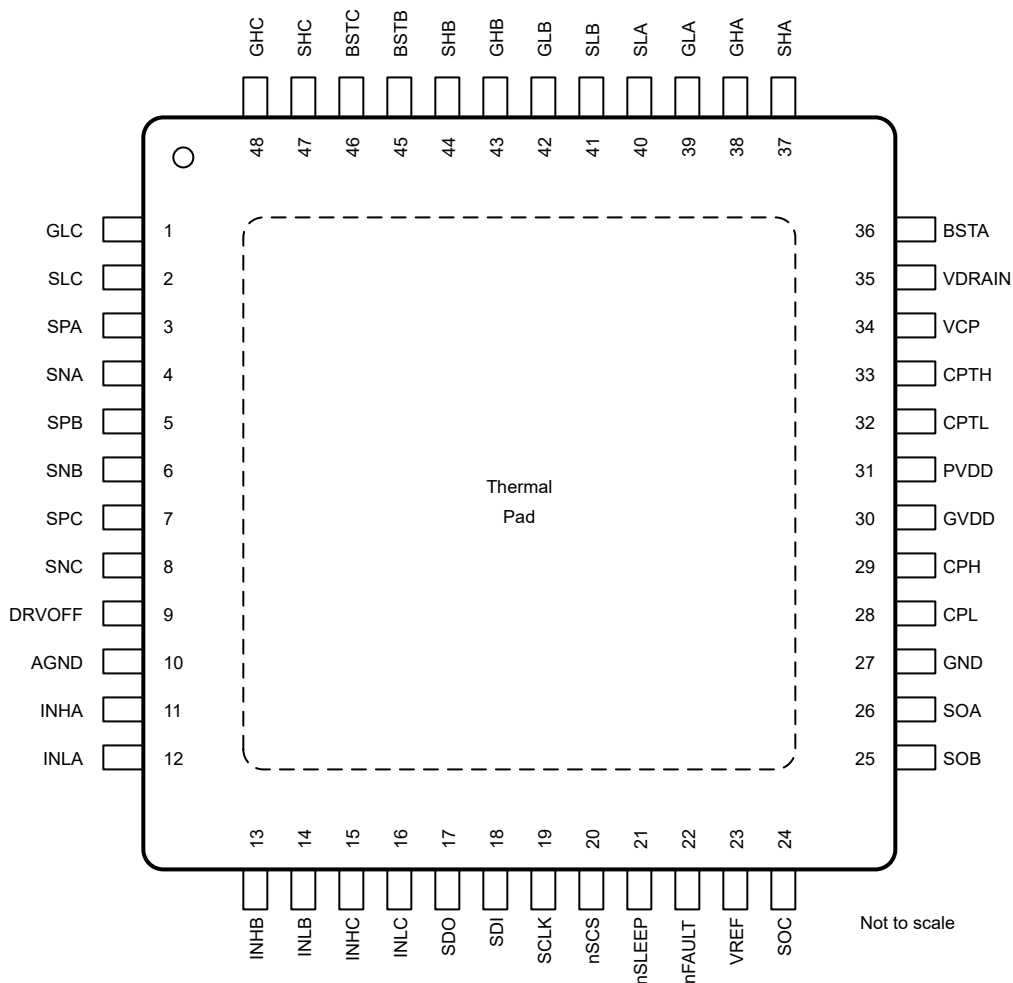 GHC
SHC
BSTC
BSTB
SHB
GHB
GLB
SLB
SLA
GLA
GHA
SHA
48
47
46
45
44
43
42
41
40
39
38
37
GLC 1
SLC 2
SPA 3
SNA 4
SPB 5
SNB 6
SPC 7
SNC 8
DRVOFF 9
AGND 10
INHA 11
INLA 12
Thermal
Pad
36 BSTA
35 VDRAIN
34 VCP
33 CPTH
32 CPTL
31 PVDD
30 GVDD
29 CPH
28 CPL
27 GND
26 SOA
25 SOB
13
14
15
16
17
18
19
20
21
22
23
24
INHB
INLB
INHC
INLC
SDO
SDI
SCLK
nSCS
nSLEEP
nFAULT
VREF
SOC
Not to scale